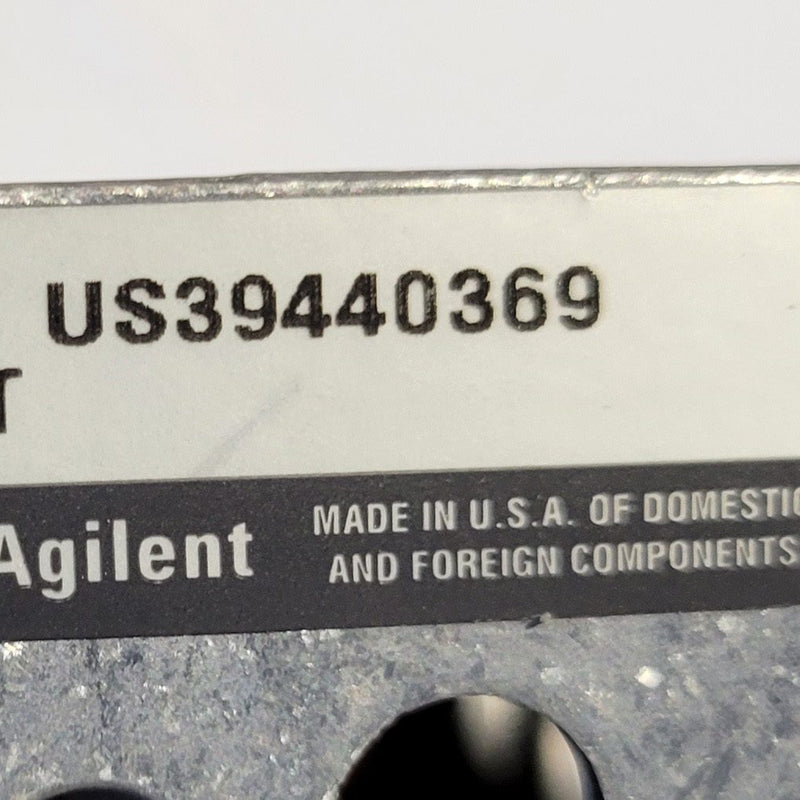 US39440369
T
Agilent
MADE IN U.S.A. OF DOMESTIC
AND FOREIGN COMPONENTS